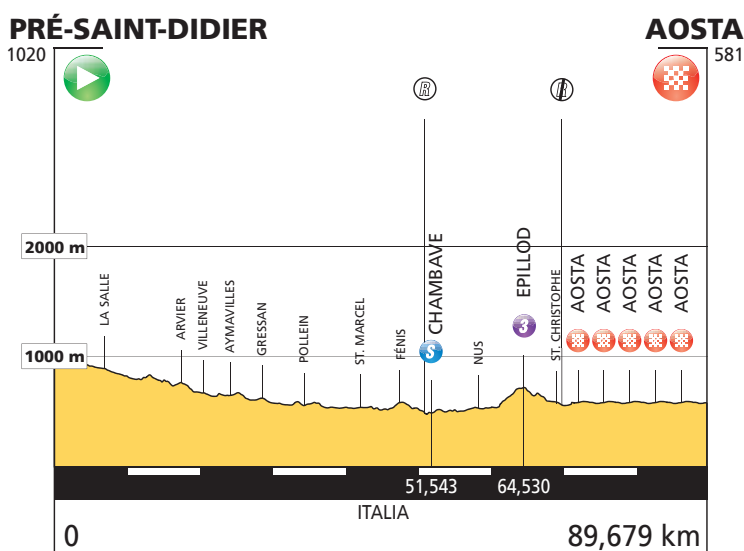 PRÉ-SAINT-DIDIER
AOSTA
1020
581
R
R
2000 m
1000 m
LA SALLE
ARVIER
VILLENEUVE
AYMAVILLES
GRESSAN
POLLEIN
ST. MARCEL
FÉNIS
CHAMBAVE
S
NUS
EPILLOD
3
ST. CHRISTOPHE
AOSTA
AOSTA
AOSTA
AOSTA
AOSTA
51,543
64,530
ITALIA
0
89,679 km